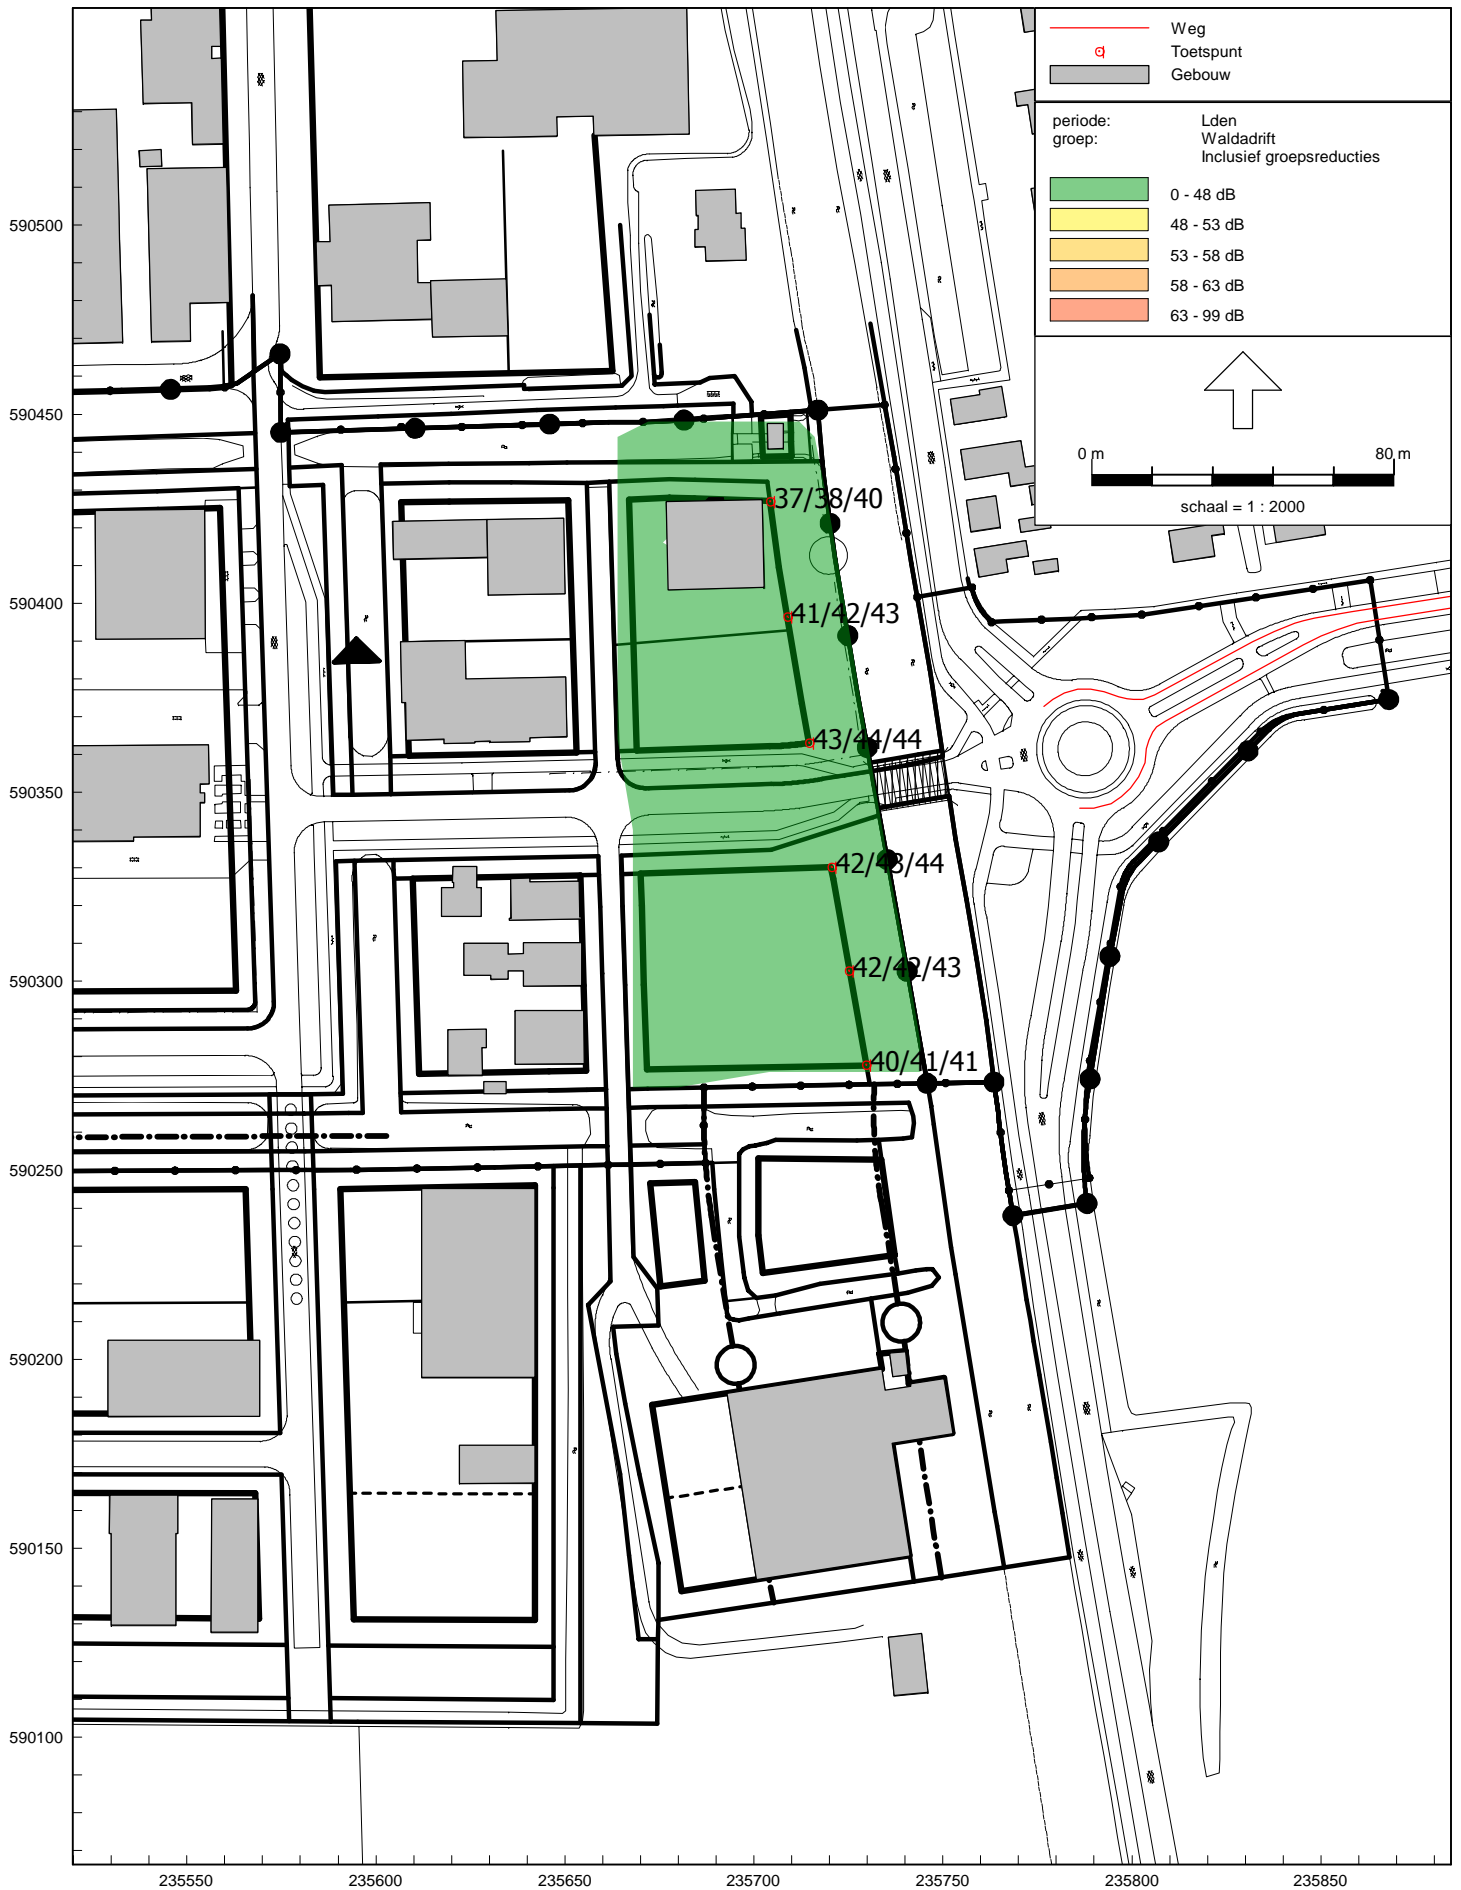 Weg
Toetspunt
Gebouw
periode: Lden
groep: Waldadrift
Inclusief groepsreducties
0 - 48 dB
48 - 53 dB
53 - 58 dB
58 - 63 dB
63 - 99 dB
0 m 80 m
schaal = 1 : 2000
590500
590450
590400
590350
590300
590250
590200
590150
590100
37/38/40
41/42/43
43/44/44
42/43/44
42/42/43
40/41/41
235550 235600 235650 235700 235750 235800 235850